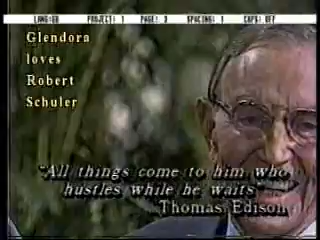 LANG:GB PROJECT: 1 PAGE: 3 SPACING: 1 CAPS: OFF
Glendora
loves
Robert
Schuler
"All things come to him who
hustles while he waits"
Thomas Edison